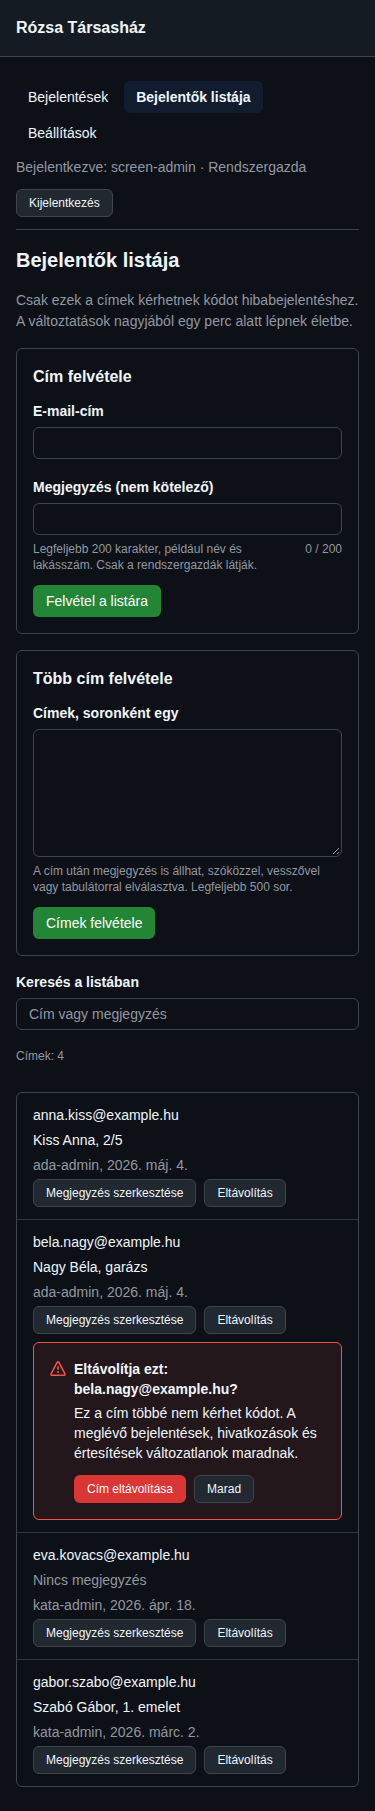 Rózsa Társasház
Bejelentések
Bejelentők listája
Beállítások
Bejelentkezve: screen-admin · Rendszergazda
Kijelentkezés
Bejelentők listája
Csak ezek a címek kérhetnek kódot hibabejelentéshez.
A változtatások nagyjából egy perc alatt lépnek életbe.
Cím felvétele
E-mail-cím
Megjegyzés (nem kötelező)
Legfeljebb 200 karakter, például név és
lakásszám. Csak a rendszergazdák látják.
0 / 200
Felvétel a listára
Több cím felvétele
Címek, soronként egy
A cím után megjegyzés is állhat, szóközzel, vesszővel
vagy tabulátorral elválasztva. Legfeljebb 500 sor.
Címek felvétele
Keresés a listában
Cím vagy megjegyzés
Címek: 4
anna.kiss@example.hu
Kiss Anna, 2/5
ada-admin, 2026. máj. 4.
Megjegyzés szerkesztése
Eltávolítás
bela.nagy@example.hu
Nagy Béla, garázs
ada-admin, 2026. máj. 4.
Megjegyzés szerkesztése
Eltávolítás
Eltávolítja ezt:
bela.nagy@example.hu?
Ez a cím többé nem kérhet kódot. A
meglévő bejelentések, hivatkozások és
értesítések változatlanok maradnak.
Cím eltávolítása
Marad
eva.kovacs@example.hu
Nincs megjegyzés
kata-admin, 2026. ápr. 18.
Megjegyzés szerkesztése
Eltávolítás
gabor.szabo@example.hu
Szabó Gábor, 1. emelet
kata-admin, 2026. márc. 2.
Megjegyzés szerkesztése
Eltávolítás